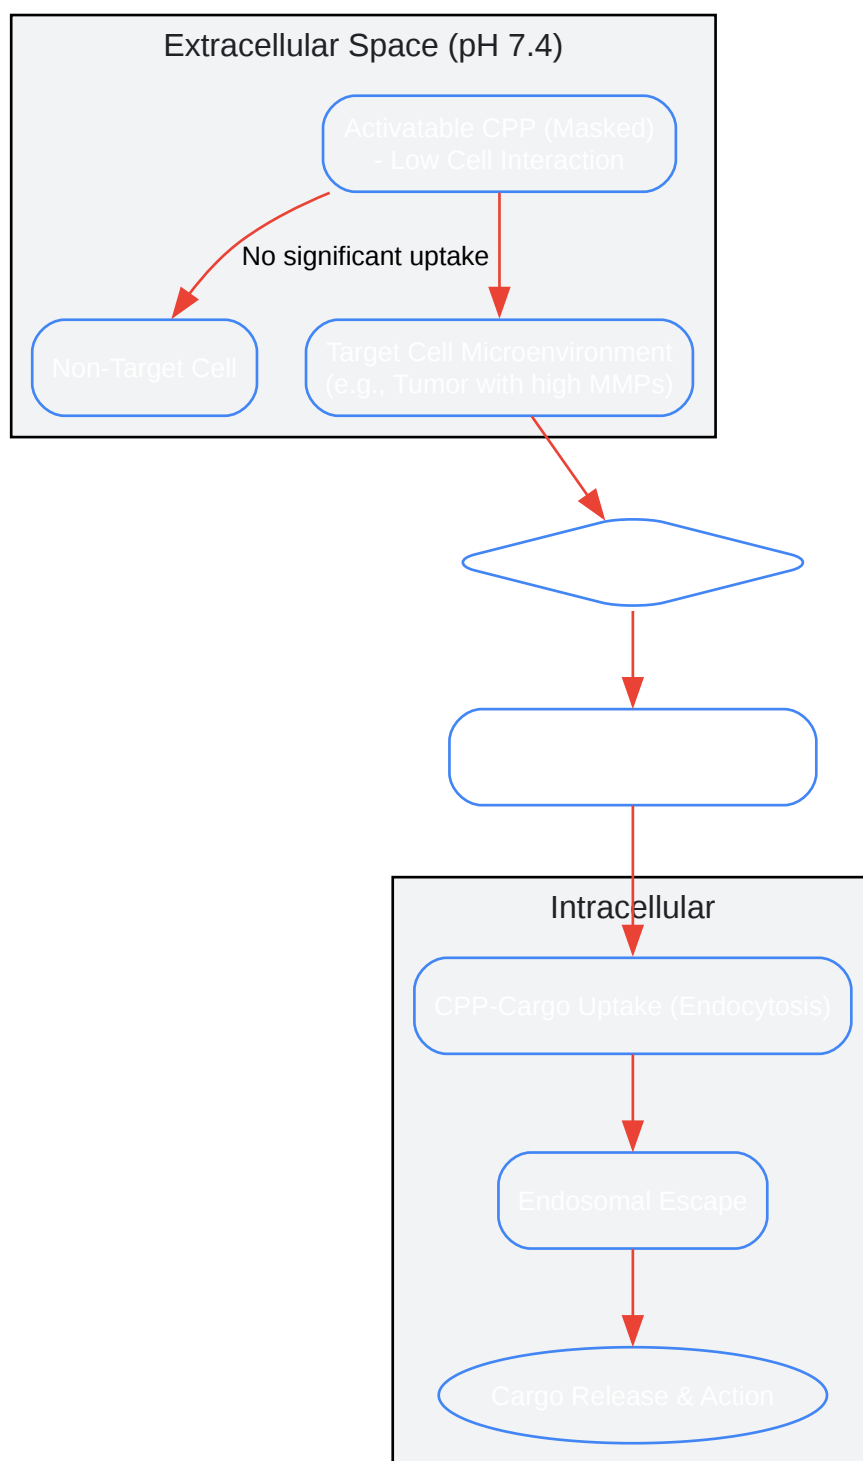 Extracellular Space (pH 7.4)
Activatable CPP (Masked)
- Low Cell Interaction
No significant uptake
Non-Target Cell
Target Cell Microenvironment
(e.g., Tumor with high MMPs)
Intracellular
CPP-Cargo Uptake (Endocytosis)
Endosomal Escape
Cargo Release & Action